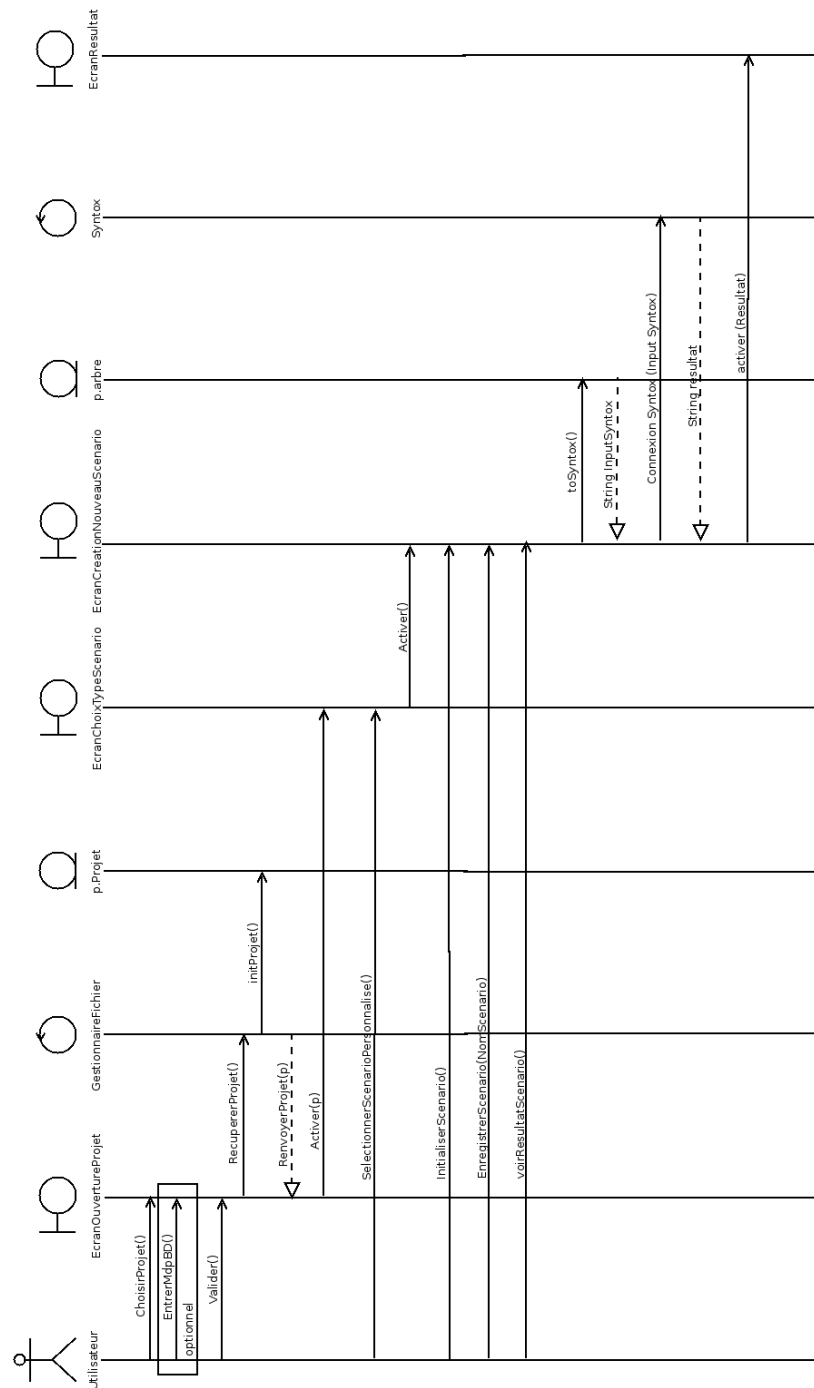 Utilisateur
EcranOuvertureProjet
GestionnaireFichier
p.Projet
EcranChoixTypeScenario
EcranCreationNouveauScenario
p.arbre
Syntox
EcranResultat
ChoisirProjet()
EntrerMdpBD()
optionnel
Valider()
RecupererProjet()
initProjet()
RenvoyerProjet(p)
Activer(p)
SelectionnerScenarioPersonnalise()
Activer()
InitialiserScenario()
EnregistrerScenario(NomScenario)
voirResultatScenario()
toSyntox()
String InputSyntox
Connexion Syntox (Input Syntox)
String resultat
activer (Resultat)